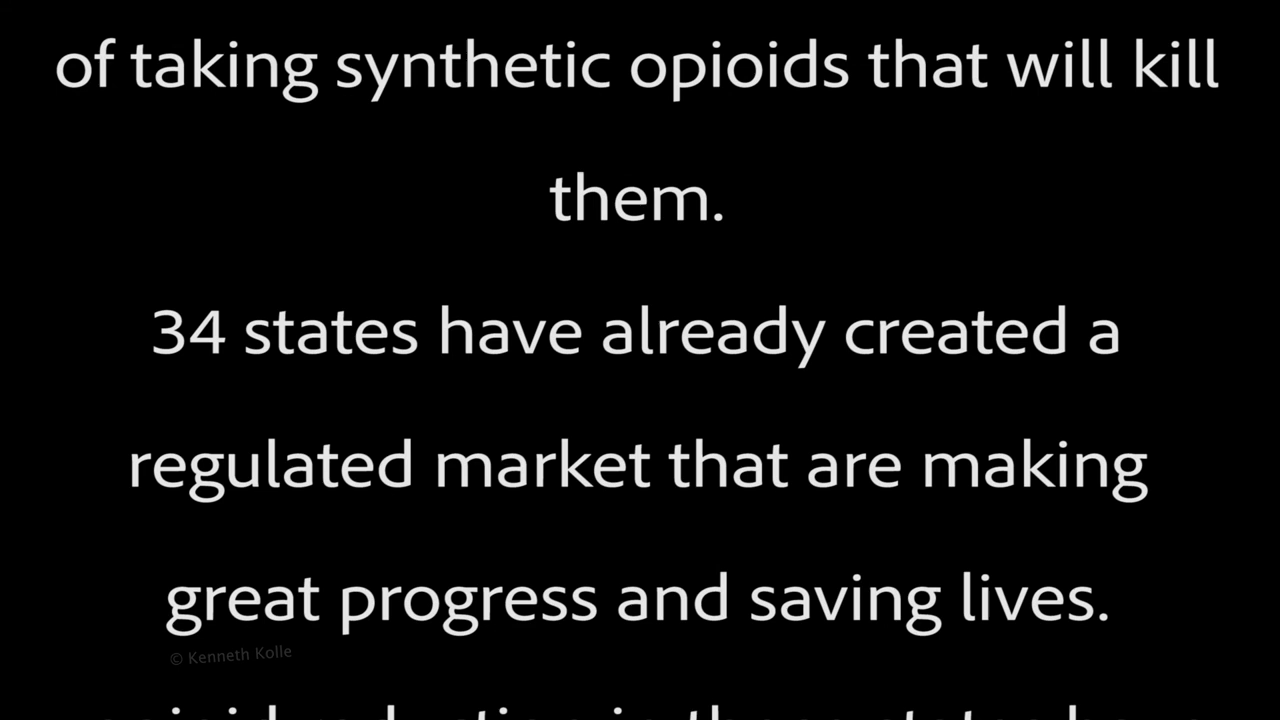 of taking synthetic opioids that will kill
them.
34 states have already created a
regulated market that are making
great progress and saving lives.
© Kenneth Kolle